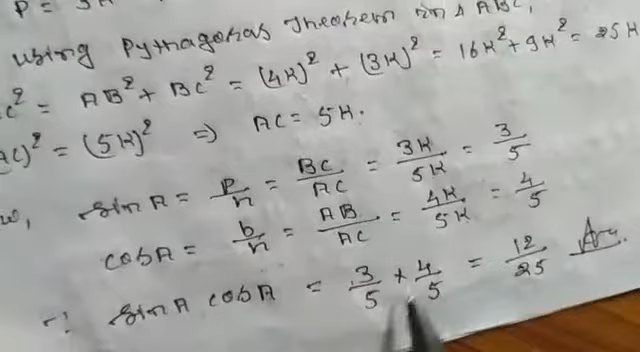 P = 3K
using Pythagoras Theorem in Δ ABC,
C² = AB² + BC² = (4K)² + (3K)² = 16K² + 9K² = 25K
AC)² = (5K)² ⇒ AC = 5K.
w, sin A = P/h = BC/AC = 3K/5K = 3/5
cos A = b/h = AB/AC = 4K/5K = 4/5
∴ sin A cos A = 3/5 × 4/5 = 12/25 Ans.